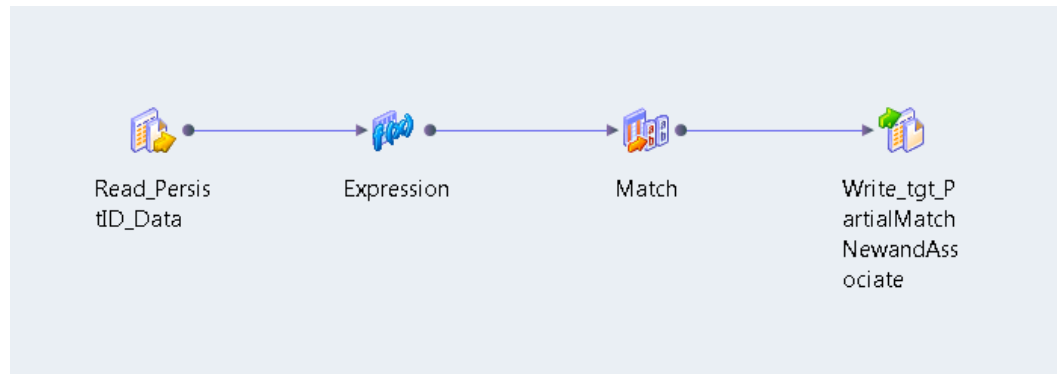 Read_Persis
tID_Data
Expression
Match
Write_tgt_P
artialMatch
NewandAss
ociate